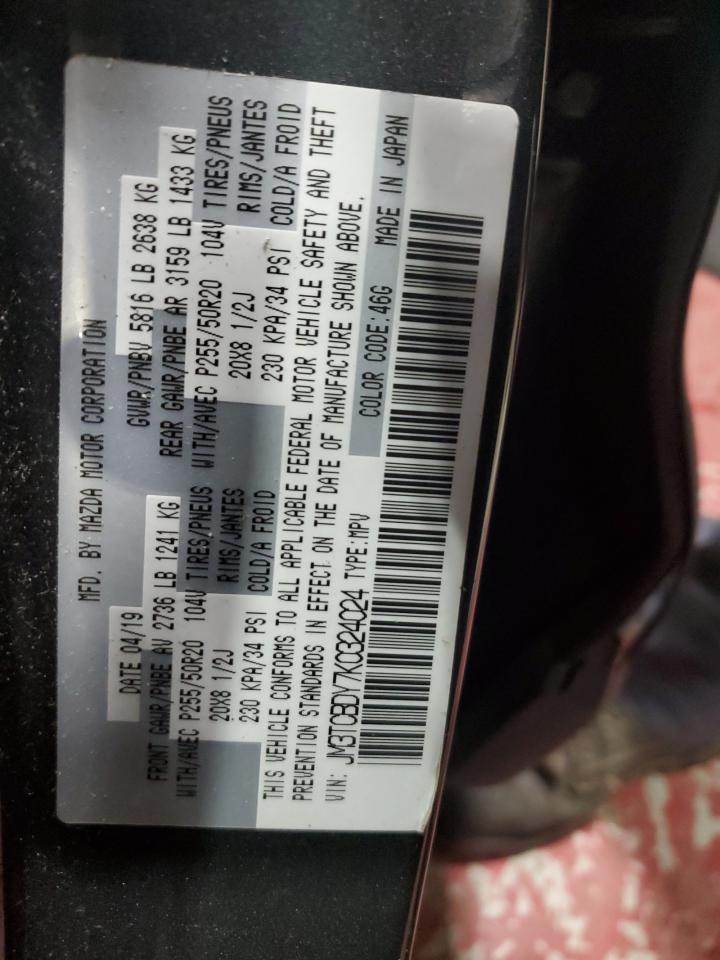 MFD. BY MAZDA MOTOR CORPORATION
DATE 04/19 GVWR/PNBV 5816 LB 2638 KG
FRONT GAWR/PNBE AV 2736 LB 1241 KG REAR GAWR/PNBE AR 3159 LB 1433 KG
WITH/AVEC P255/50R20 104V TIRES/PNEUS WITH/AVEC P255/50R20 104V TIRES/PNEUS
20X8 1/2J RIMS/JANTES 20X8 1/2J RIMS/JANTES
230 KPA/34 PSI COLD/A FROID 230 KPA/34 PSI COLD/A FROID
THIS VEHICLE CONFORMS TO ALL APPLICABLE FEDERAL MOTOR VEHICLE SAFETY AND THEFT
PREVENTION STANDARDS IN EFFECT ON THE DATE OF MANUFACTURE SHOWN ABOVE.
VIN: JM3TCBDY7K0324024 TYPE:MPV COLOR CODE:46G MADE IN JAPAN